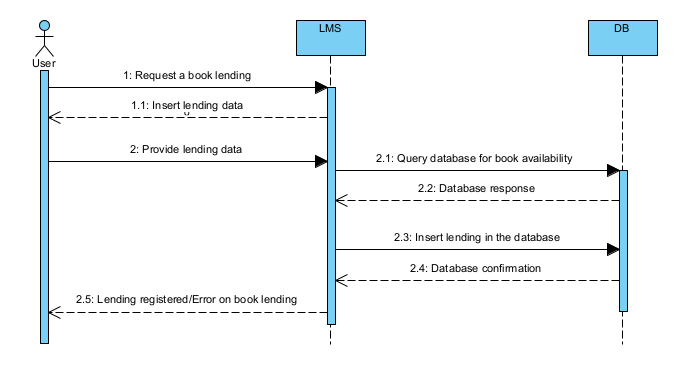 LMS
DB
User
1: Request a book lending
1.1: Insert lending data
2: Provide lending data
2.1: Query database for book availability
2.2: Database response
2.3: Insert lending in the database
2.4: Database confirmation
2.5: Lending registered/Error on book lending